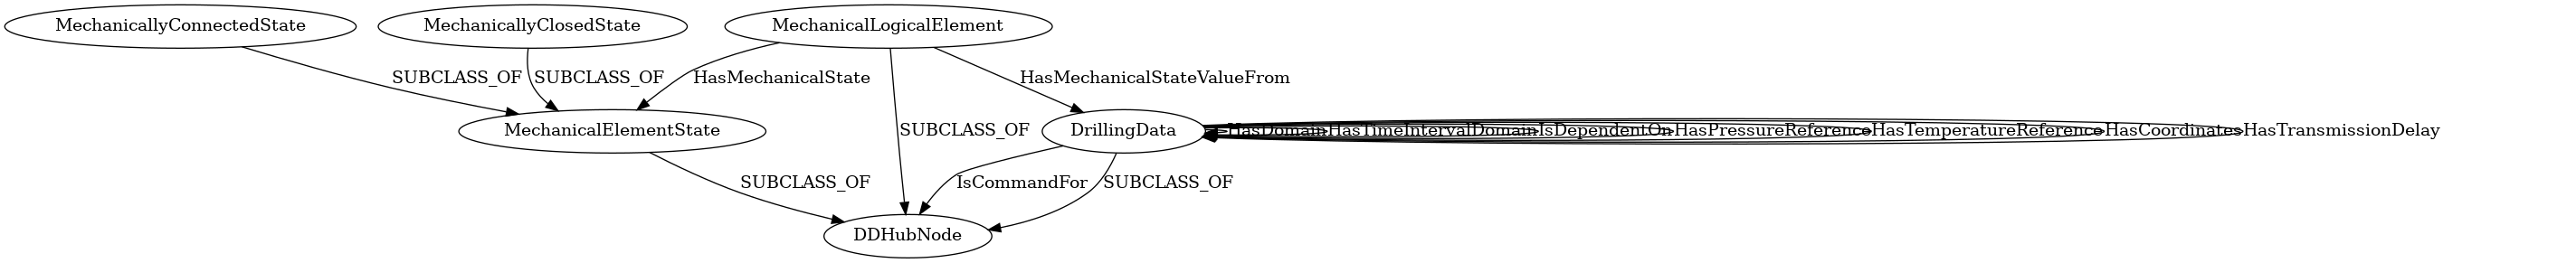 MechanicallyConnectedState
MechanicallyClosedState
MechanicalLogicalElement
SUBCLASS_OF
SUBCLASS_OF
HasMechanicalState
HasMechanicalStateValueFrom
MechanicalElementState
SUBCLASS_OF
DrillingData
HasDomain
HasTimeIntervalDomain
IsDependentOn
HasPressureReference
HasTemperatureReference
HasCoordinates
HasTransmissionDelay
SUBCLASS_OF
IsCommandFor
SUBCLASS_OF
DDHubNode